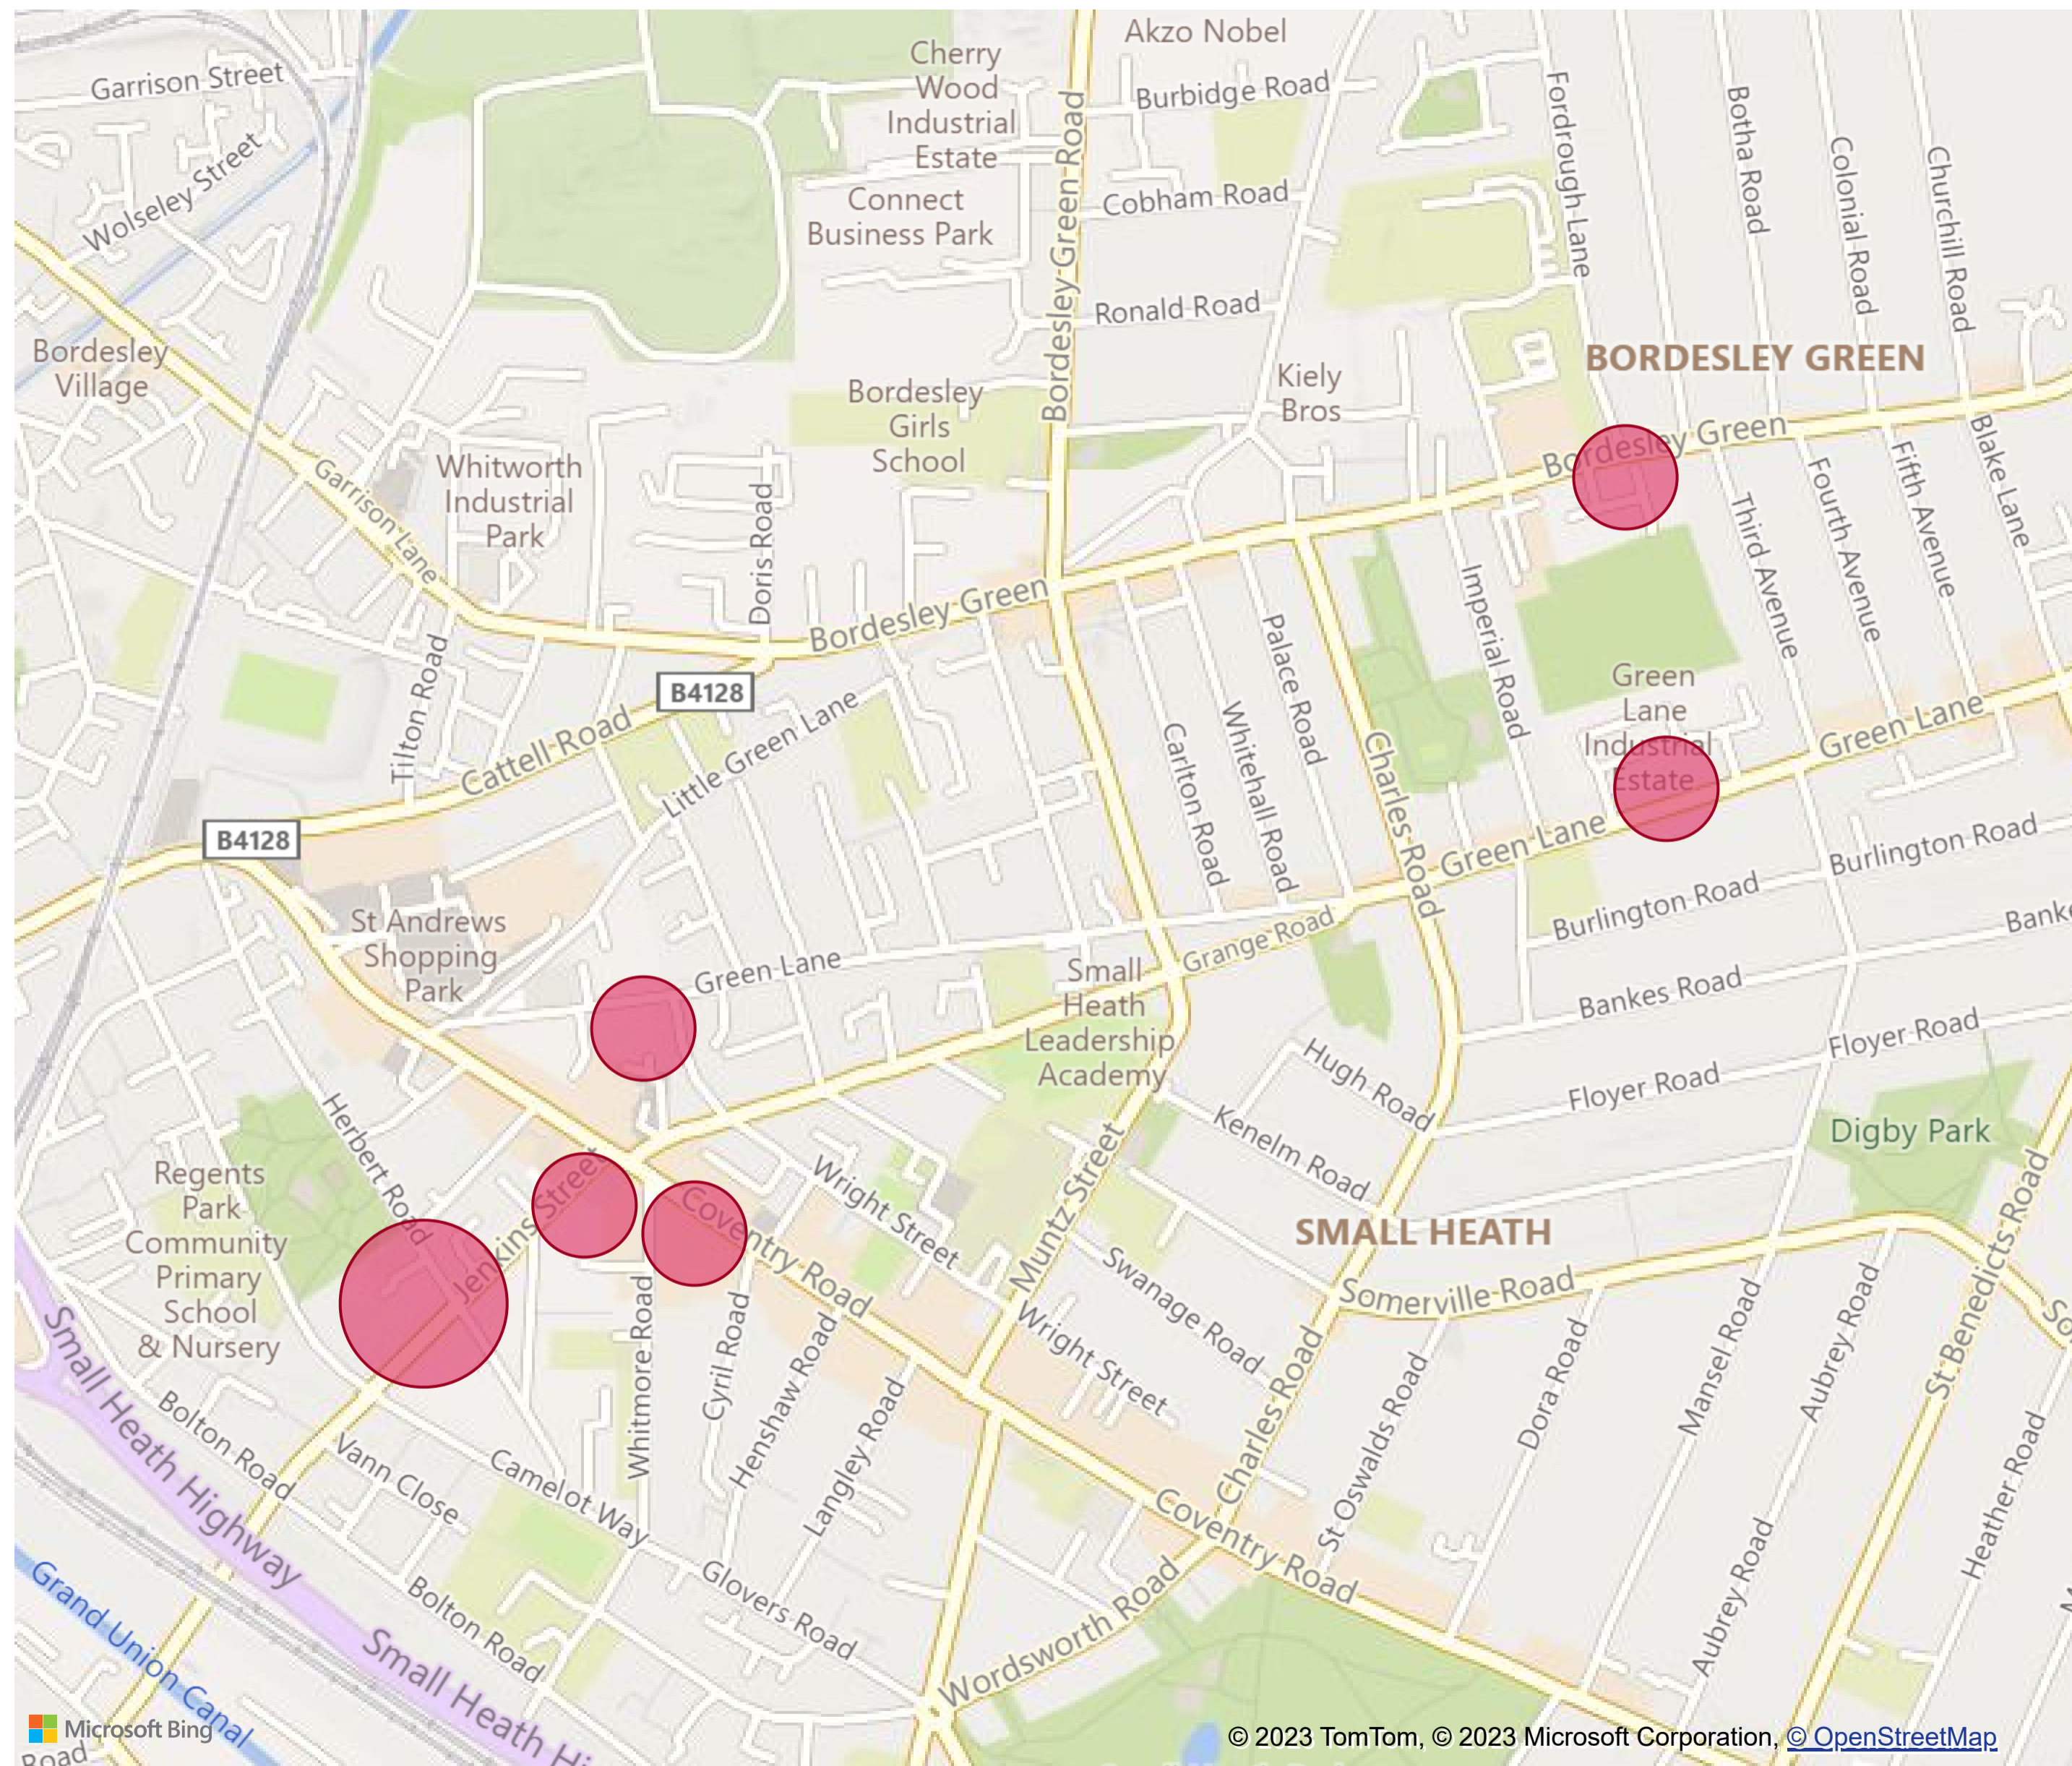 Akzo Nobel
Garrison Street
Cherry
Wood
Industrial
Estate
Burbidge Road
Fordrough Lane
Botha Road
Colonial Road
Churchill Road
Wolseley Street
Connect
Business Park
Bordesley Green Road
Cobham Road
Ronald Road
Bordesley
Village
BORDESLEY GREEN
Kiely
Bros
Bordesley
Girls
School
Bordesley Green
Blake Lane
Garrison Lane
Whitworth
Industrial
Park
Doris Road
Third Avenue
Fourth Avenue
Fifth Avenue
Bordesley Green
Imperial Road
Palace Road
Tilton Road
B4128
Little Green Lane
Cattell Road
Carlton Road
Whitehall Road
Charles Road
Green
Lane
Industrial
Estate
Green Lane
B4128
Green Lane
Burlington Road
Burlington Road
St Andrews
Shopping
Park
Green Lane
Grange Road
Bankes Road
Small
Heath
Leadership
Academy
Floyer Road
Floyer Road
Hugh Road
Kenelm Road
Digby Park
Herbert Road
Regents
Park
Community
Primary
School
& Nursery
Jenkins Street
Coventry Road
Wright Street
Muntz Street
SMALL HEATH
Swanage Road
Somerville Road
St Benedicts Road
So
Small Heath Highway
Bolton Road
Vann Close
Camelot Way
Whitmore Road
Cyril Road
Henshaw Road
Langley Road
Wright Street
Charles Road
St Oswalds Road
Dora Road
Mansel Road
Aubrey Road
Heather Road
Coventry Road
Grand Union Canal
Bolton Road
Glovers Road
Wordsworth Road
Aubrey Road
Small Heath Hi
Microsoft Bing
Road
© 2023 TomTom, © 2023 Microsoft Corporation, © OpenStreetMap